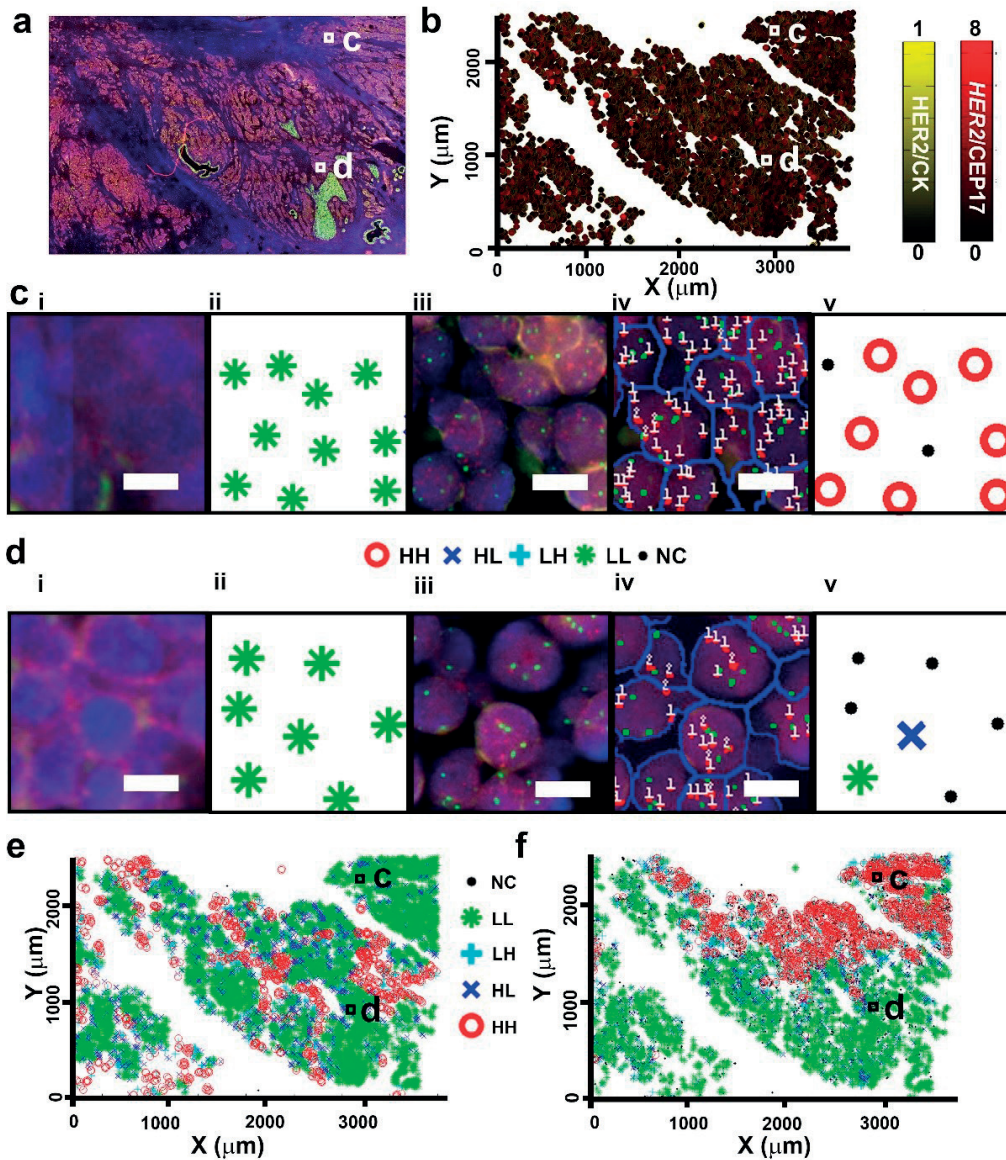 a
c
d
b
c
d
2000
1000
0
Y (μm)
0 1000 2000 3000
X (μm)
1 8
HER2/CK
HER2/CEP17
0 0
c
i ii iii iv v
d
HH HL LH LL NC
i ii iii iv v
e
c
d
2000
1000
0
Y (μm)
0 1000 2000 3000
X (μm)
NC
LL
LH
HL
HH
f
c
d
2000
1000
0
Y (μm)
0 1000 2000 3000
X (μm)